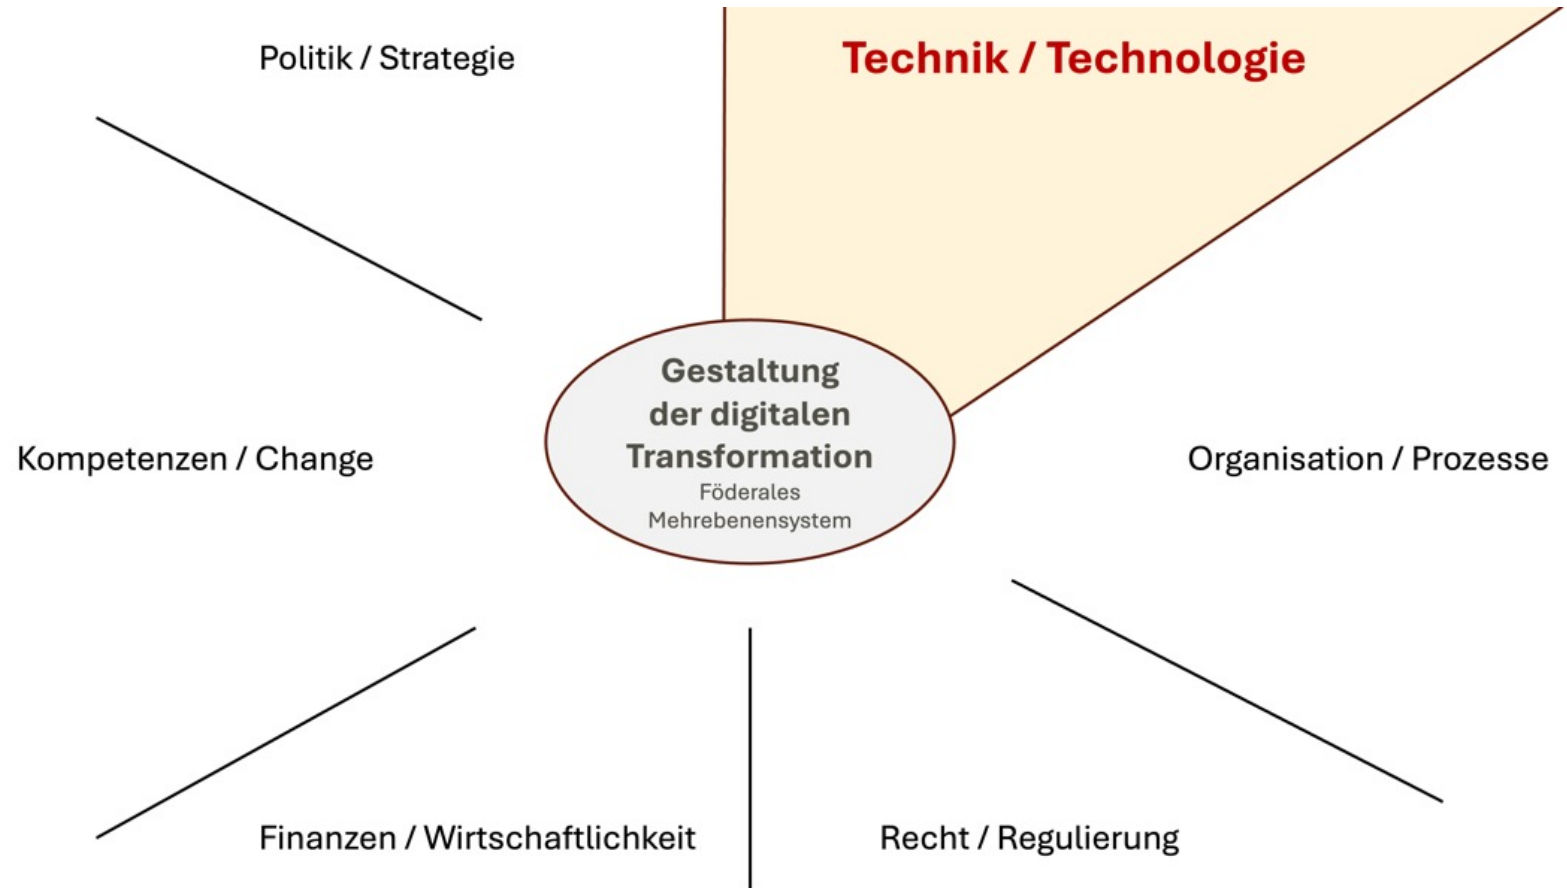 Politik / Strategie
Technik / Technologie
Gestaltung
der digitalen
Transformation
Föderales
Mehrebenensystem
Kompetenzen / Change
Organisation / Prozesse
Finanzen / Wirtschaftlichkeit
Recht / Regulierung